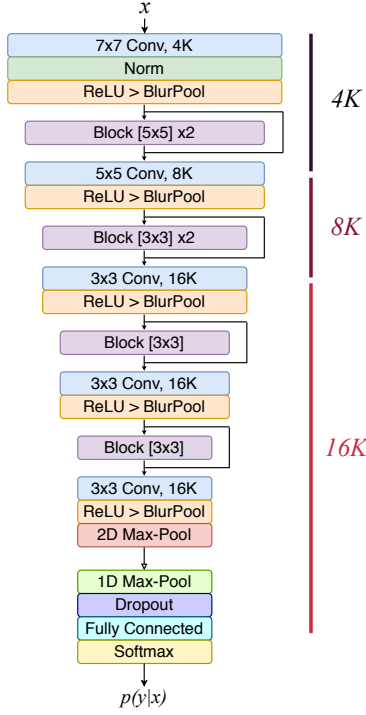 x
7x7 Conv, 4K
Norm
ReLU > BlurPool
4K
Block [5x5] x2
5x5 Conv, 8K
ReLU > BlurPool
8K
Block [3x3] x2
3x3 Conv, 16K
ReLU > BlurPool
Block [3x3]
3x3 Conv, 16K
ReLU > BlurPool
Block [3x3]
16K
3x3 Conv, 16K
ReLU > BlurPool
2D Max-Pool
1D Max-Pool
Dropout
Fully Connected
Softmax
p(y|x)